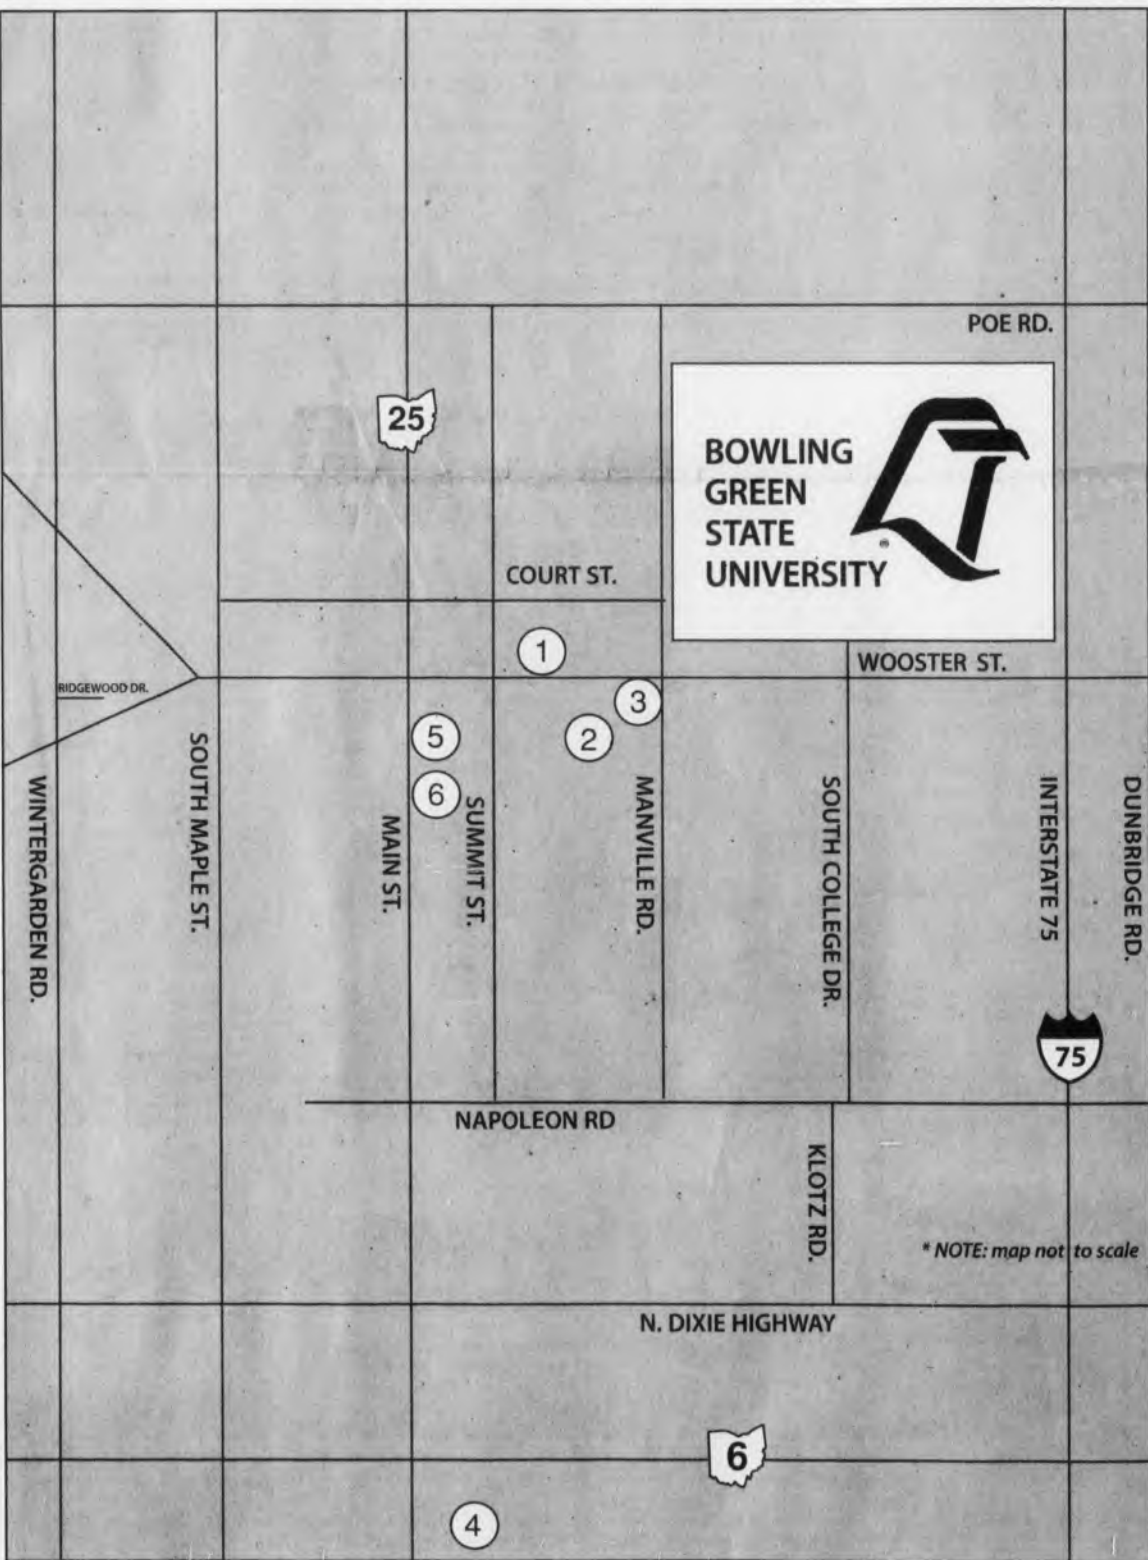 POE RD.
25
BOWLING
GREEN
STATE
UNIVERSITY
®
COURT ST.
1
WOOSTER ST.
RIDGEWOOD DR.
3
2
5
6
WINTERGARDEN RD.
SOUTH MAPLE ST.
MAIN ST.
SUMMIT ST.
MANVILLE RD.
SOUTH COLLEGE DR.
INTERSTATE 75
DUNBRIDGE RD.
75
NAPOLEON RD
KLOTZ RD.
* NOTE: map not to scale
N. DIXIE HIGHWAY
6
4